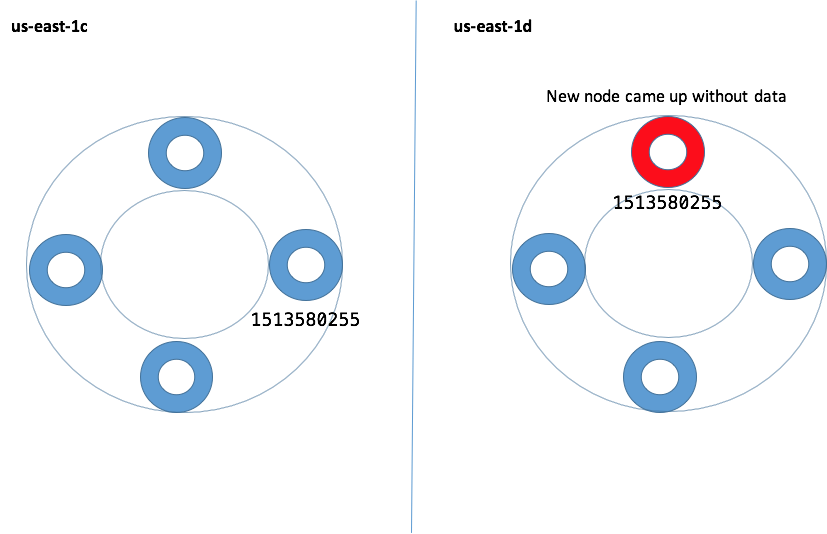 us-east-1c
us-east-1d
New node came up without data
1513580255
1513580255